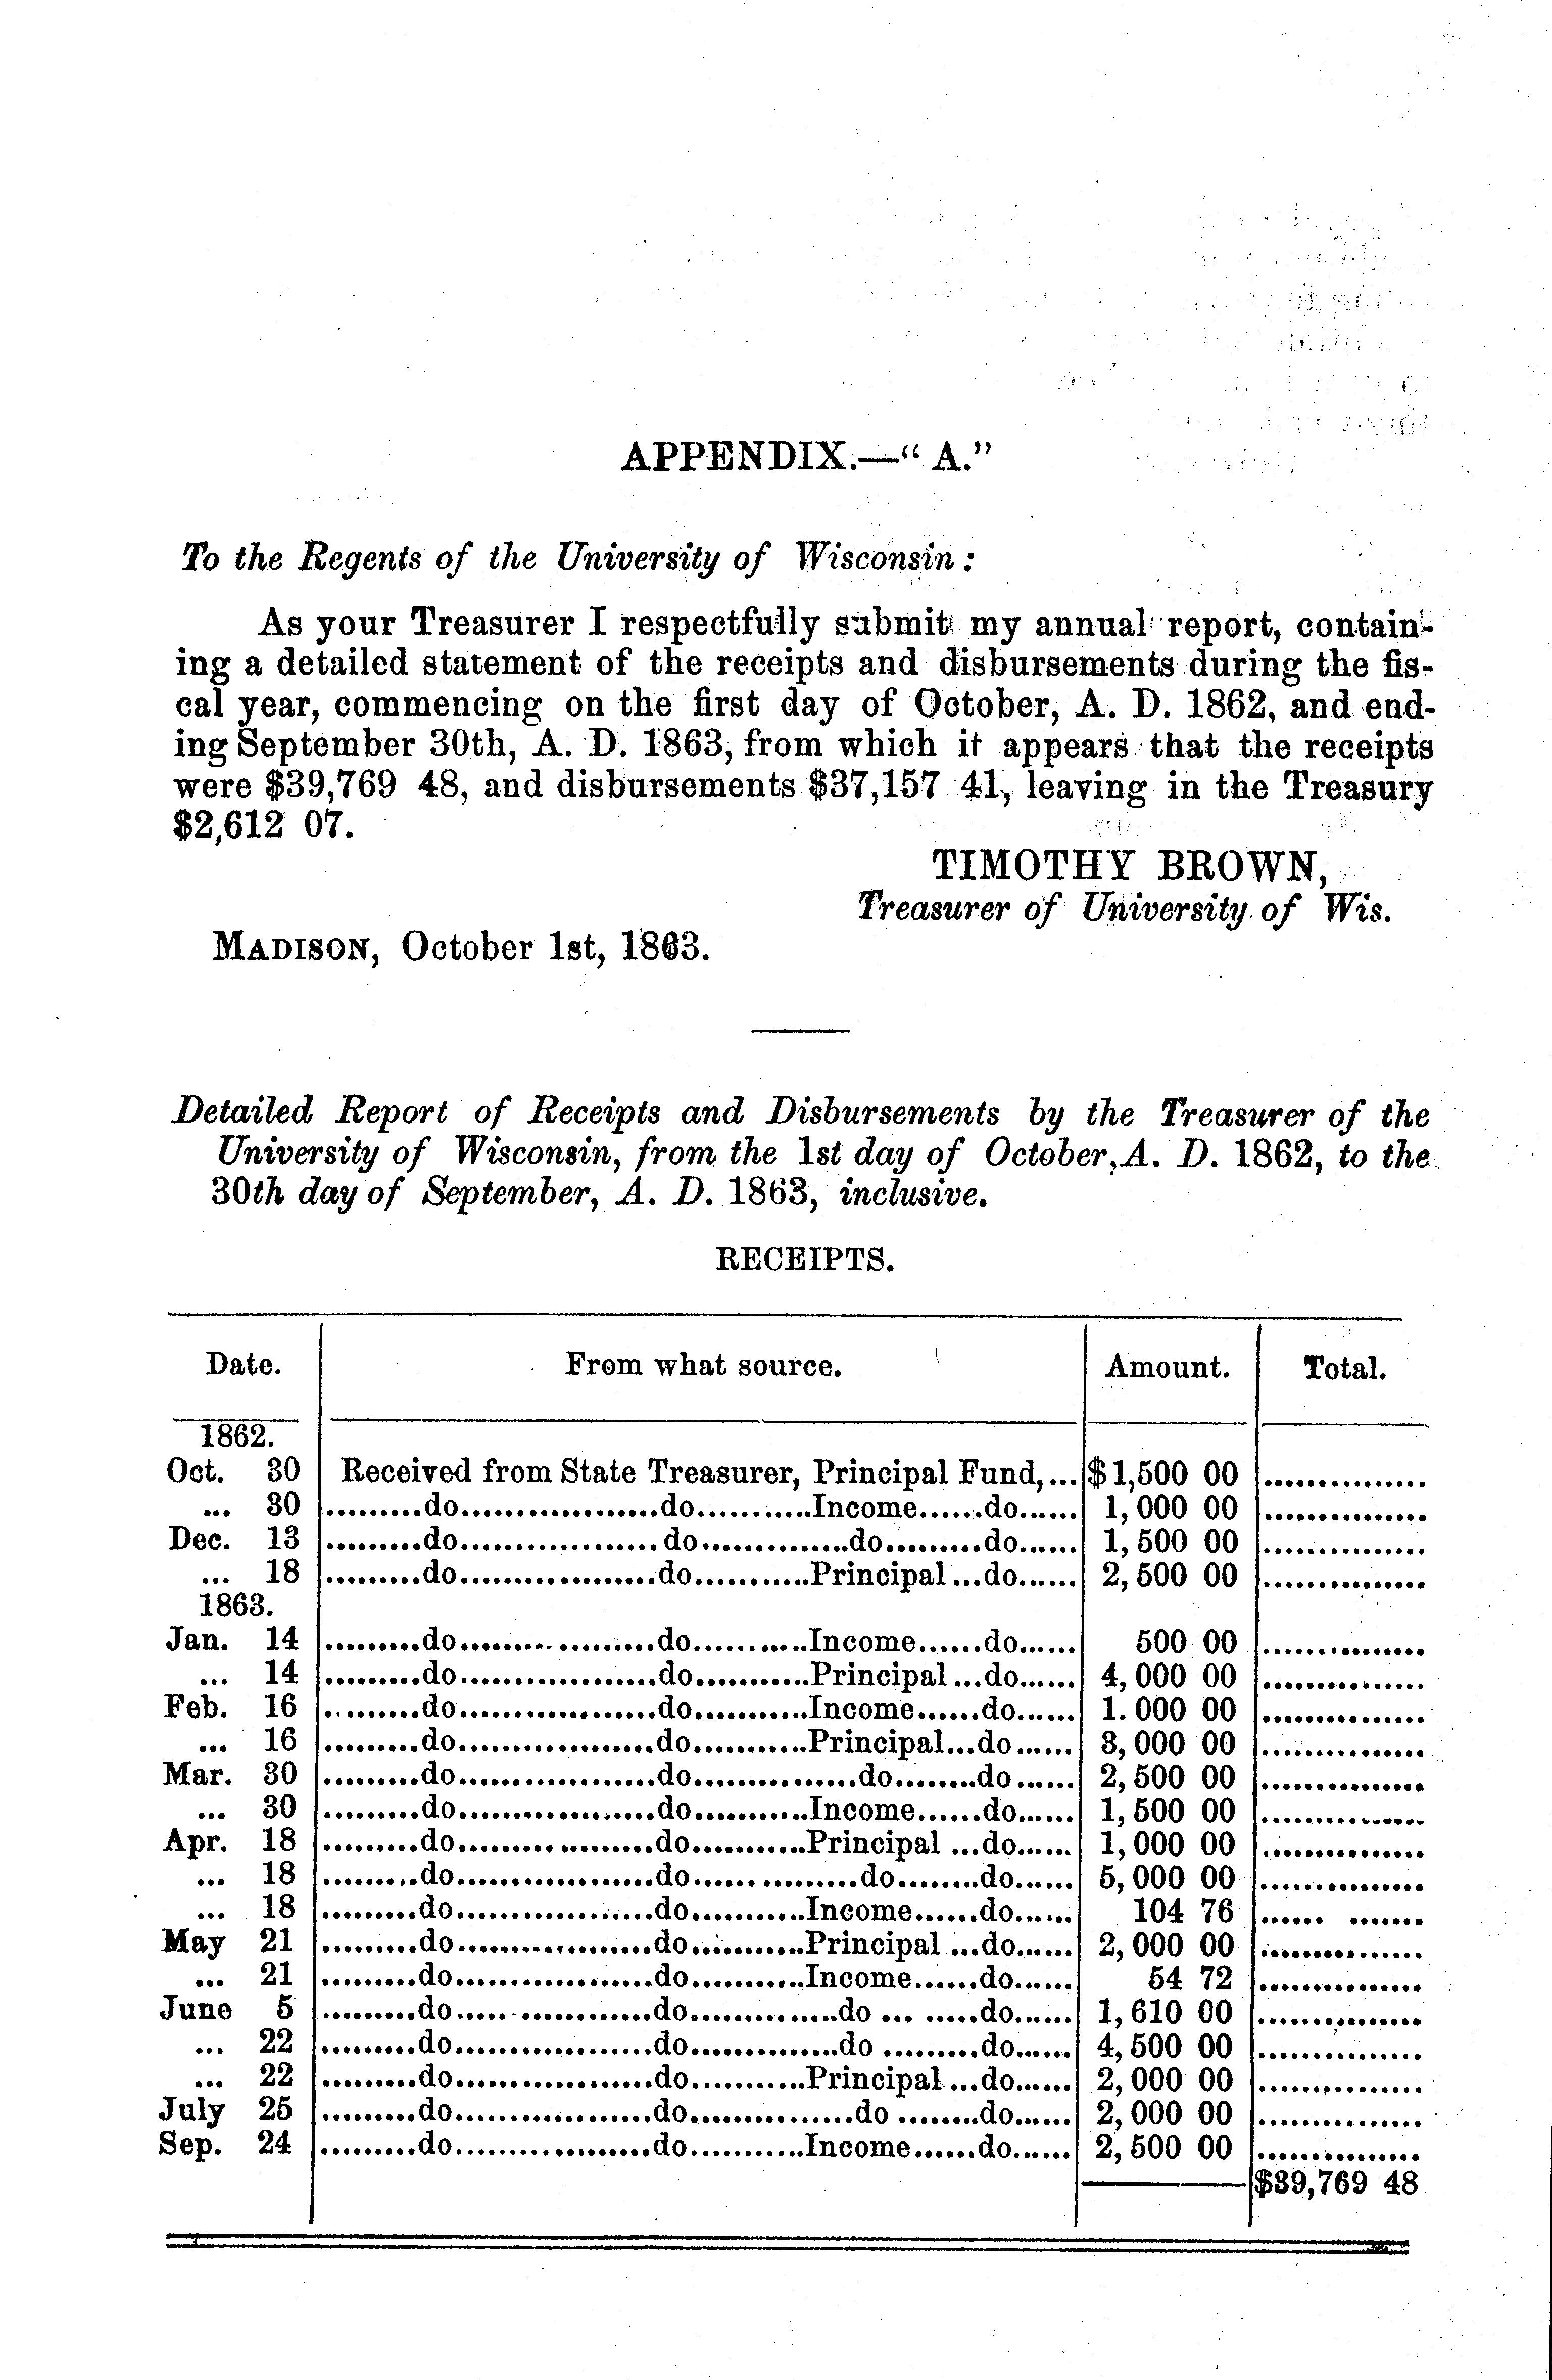 APPENDIX.—“A.”
To the Regents of the University of Wisconsin:
As your Treasurer I respectfully submit my annual report, contain-
ing a detailed statement of the receipts and disbursements during the fis-
cal year, commencing on the first day of October, A. D. 1862, and end-
ing September 30th, A. D. 1863, from which it appears that the receipts
were $39,769 48, and disbursements $37,157 41, leaving in the Treasury
$2,612 07.
TIMOTHY BROWN,
Treasurer of University of Wis.
MADISON, October 1st, 1863.
Detailed Report of Receipts and Disbursements by the Treasurer of the
University of Wisconsin, from the 1st day of October, A. D. 1862, to the
30th day of September, A. D. 1863, inclusive.
RECEIPTS.
Date. From what source. Amount. Total.
1862.
Oct. 30 Received from State Treasurer, Principal Fund,... $1,500 00 ...............
... 30 .........do..................do...........Income.......do...... 1,000 00 ...............
Dec. 13 .........do...................do...............do.........do...... 1,500 00 ...............
... 18 .........do..................do...........Principal...do...... 2,500 00 ...............
1863.
Jan. 14 .........do..................do...........Income......do...... 500 00 ...............
... 14 .........do..................do...........Principal...do...... 4,000 00 ...............
Feb. 16 .........do..................do...........Income......do...... 1.000 00 ...............
... 16 .........do..................do...........Principal...do...... 3,000 00 ...............
Mar. 30 .........do..................do...............do........do...... 2,500 00 ...............
... 30 .........do..................do...........Income......do...... 1,500 00 ...............
Apr. 18 .........do..................do...........Principal ...do...... 1,000 00 ...............
... 18 .........do..................do...............do........do...... 5,000 00 ...............
... 18 .........do..................do...........Income......do...... 104 76 ...... .......
May 21 .........do..................do...........Principal ...do...... 2,000 00 ...............
... 21 .........do..................do...........Income......do...... 54 72 ...............
June 5 .........do..................do..............do ... .....do...... 1,610 00 ...............
... 22 .........do..................do..............do .........do...... 4,500 00 ...............
... 22 .........do..................do...........Principal...do...... 2,000 00 ...............
July 25 .........do..................do...............do ........do...... 2,000 00 ...............
Sep. 24 .........do..................do...........Income......do...... 2,500 00 ...............
$39,769 48